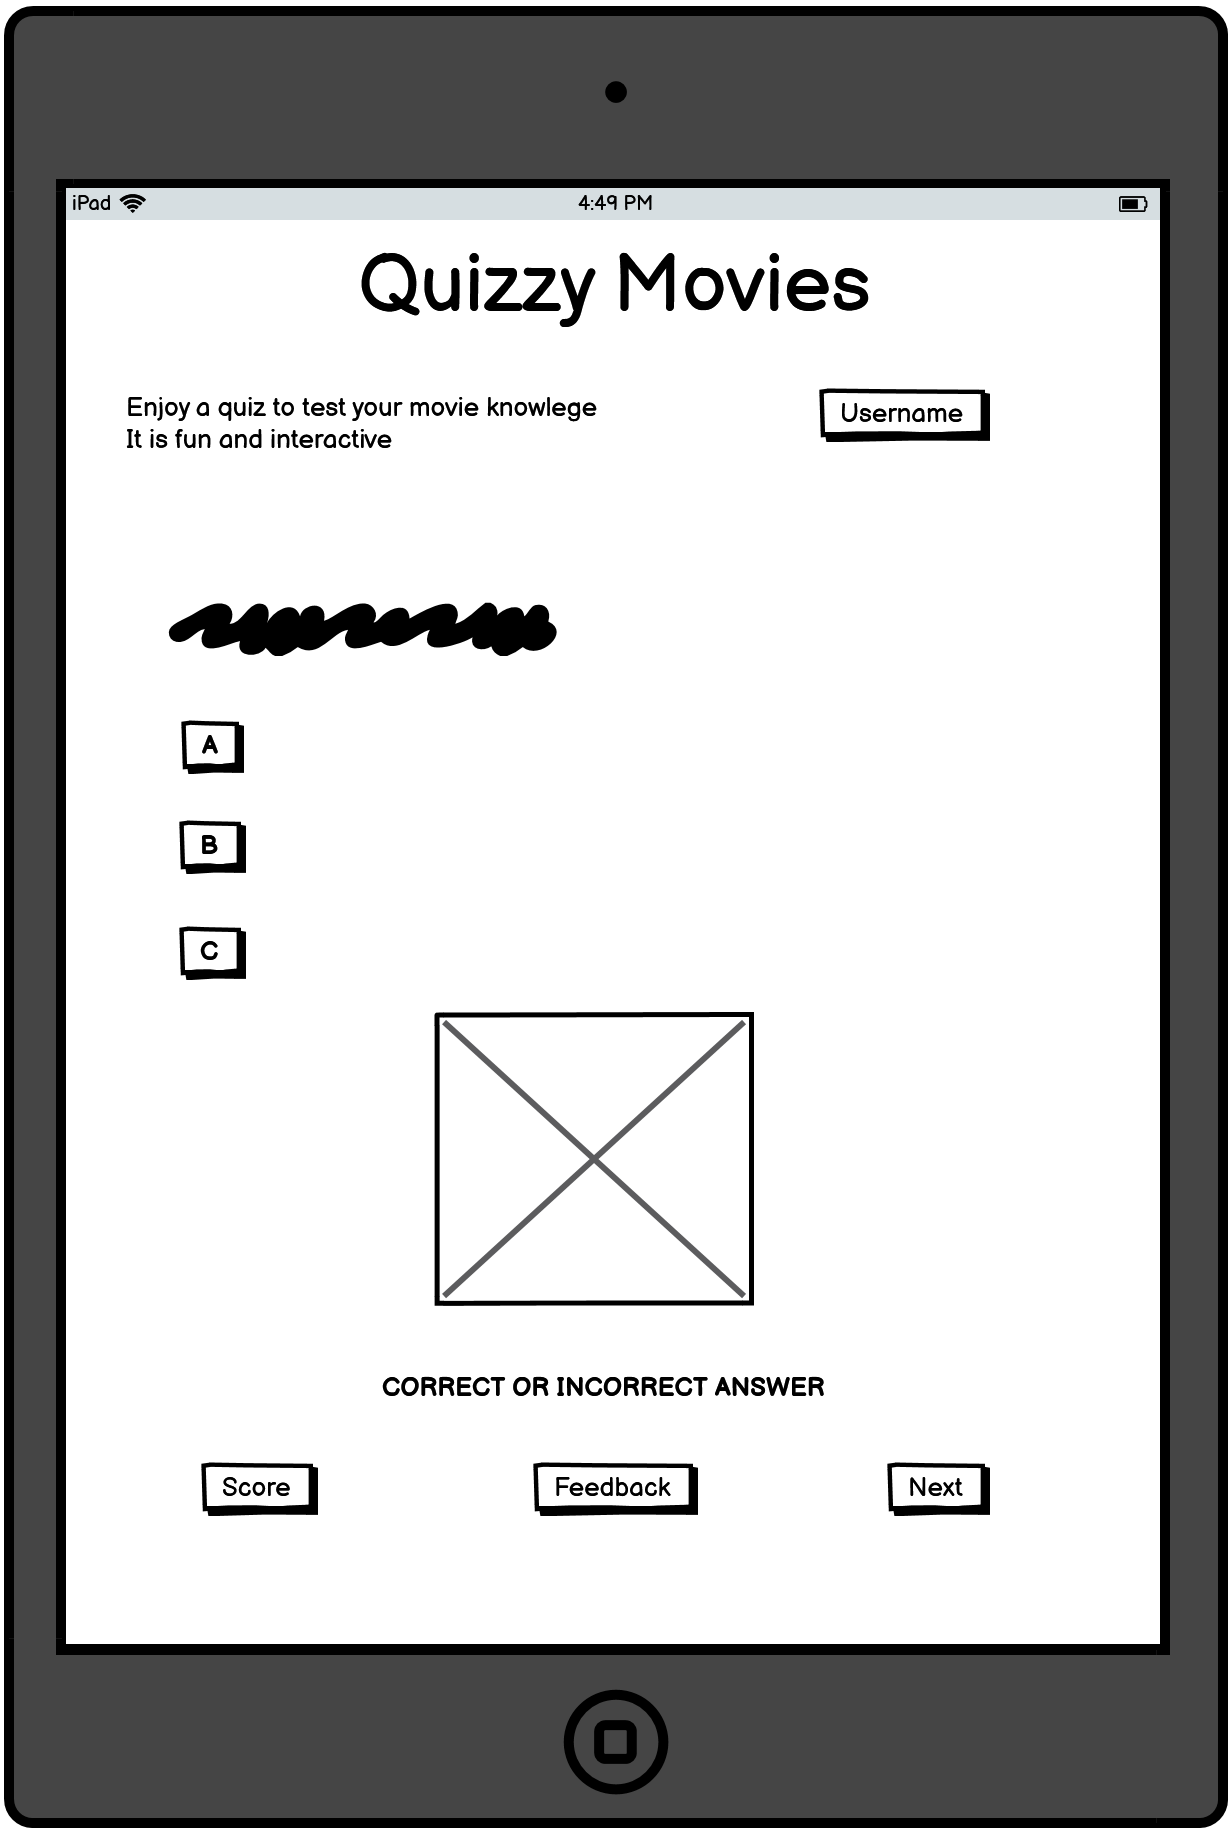 iPad 4:49 PM
Quizzy Movies
Enjoy a quiz to test your movie knowlege
It is fun and interactive
Username
A
B
C
CORRECT OR INCORRECT ANSWER
Score Feedback Next